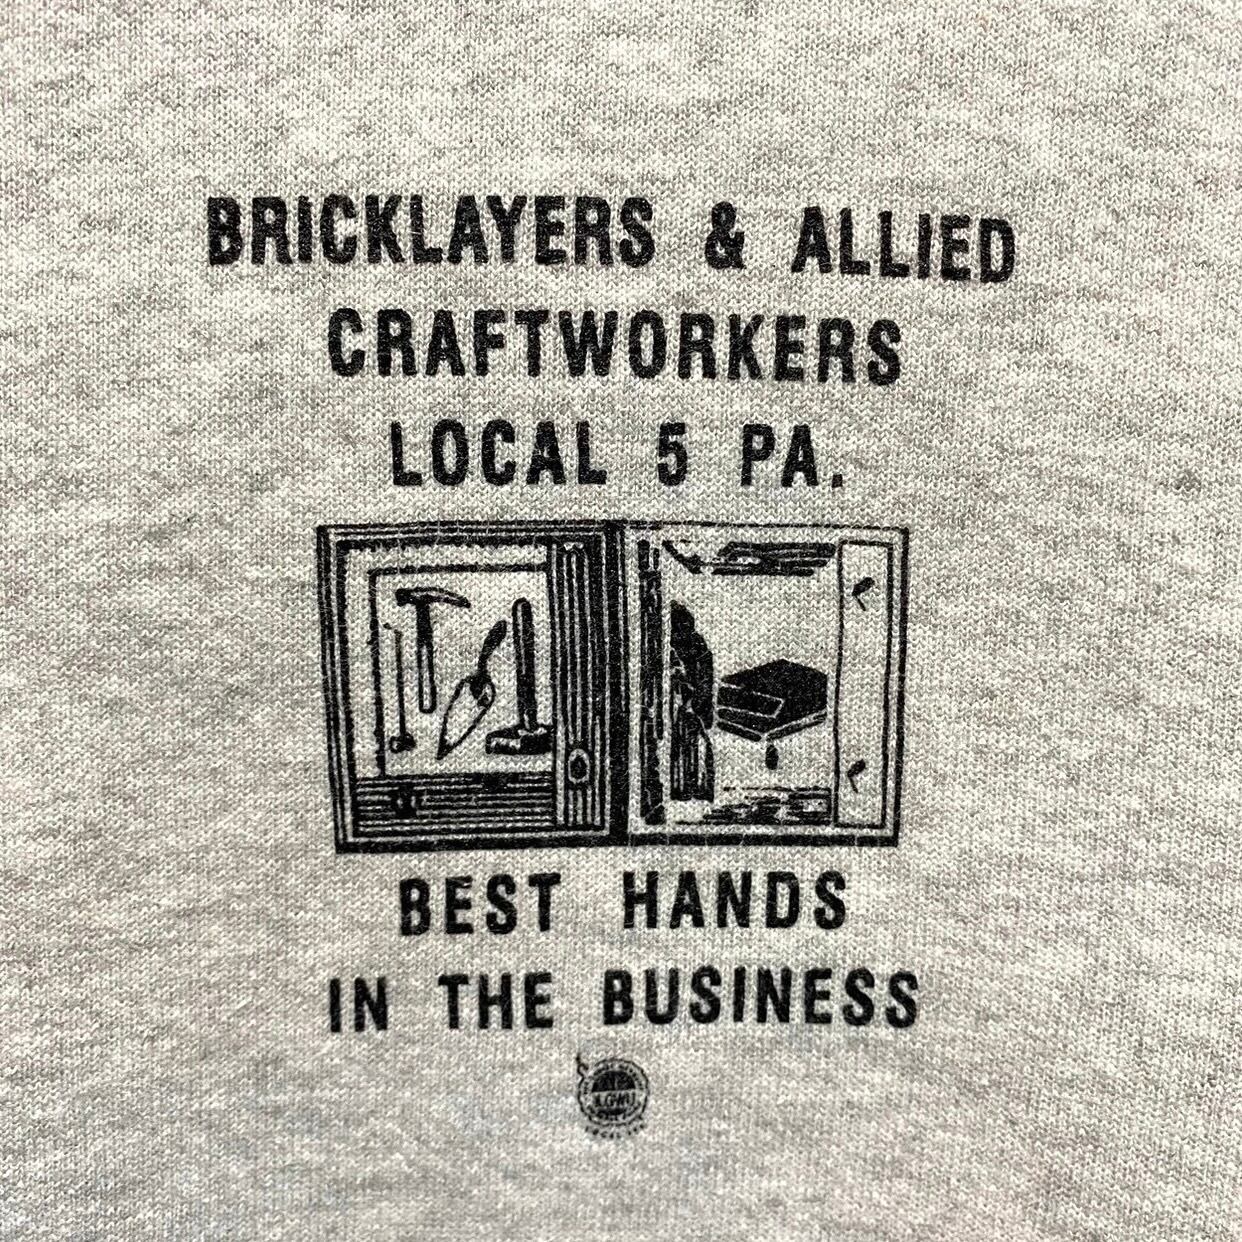 BRICKLAYERS & ALLIED
CRAFTWORKERS
LOCAL 5 PA.
BEST HANDS
IN THE BUSINESS